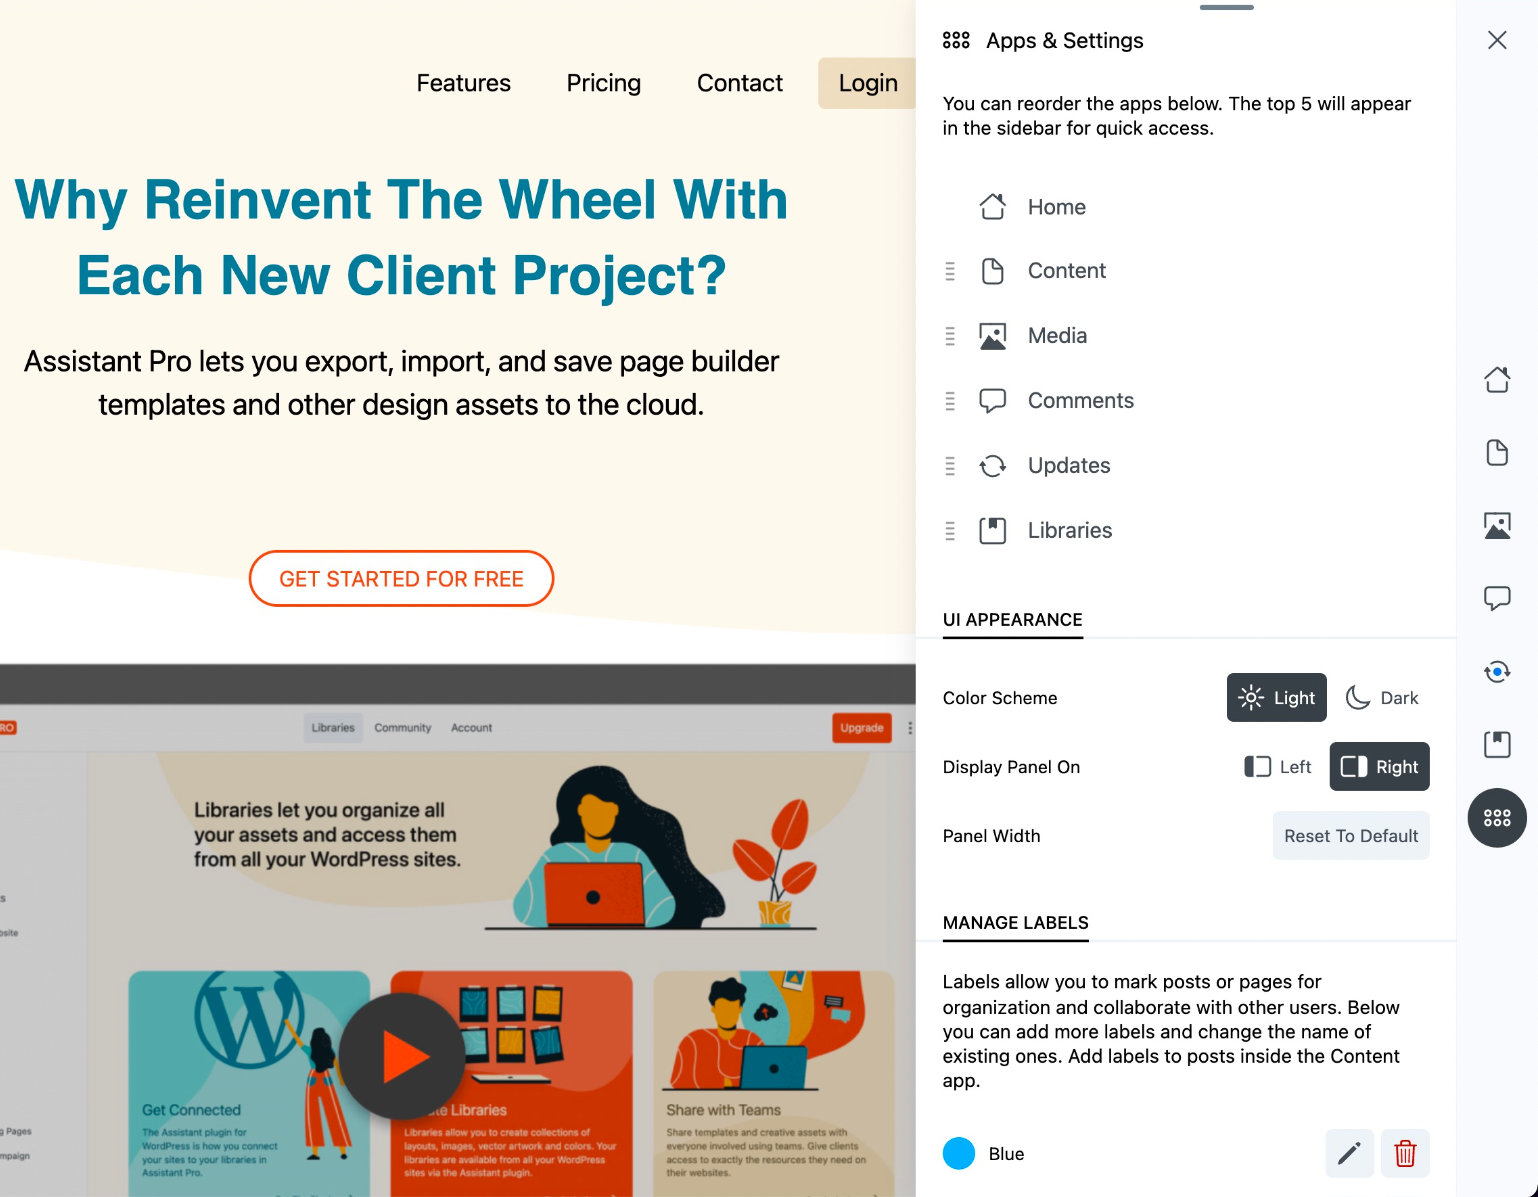 Features Pricing Contact Login
Why Reinvent The Wheel With
Each New Client Project?
Assistant Pro lets you export, import, and save page builder
templates and other design assets to the cloud.
GET STARTED FOR FREE
RO Libraries Community Account Upgrade
Libraries let you organize all
your assets and access them
from all your WordPress sites.
Get Connected
The Assistant plugin for
WordPress is how you connect
your sites to your libraries in
Assistant Pro.
te Libraries
Libraries allow you to create collections of
layouts, images, vector artwork and colors. Your
libraries are available from all your WordPress
sites via the Assistant plugin.
Share with Teams
Share templates and creative assets with
everyone involved using teams. Give clients
access to exactly the resources they need on
their websites.
Apps & Settings
You can reorder the apps below. The top 5 will appear
in the sidebar for quick access.
Home
Content
Media
Comments
Updates
Libraries
UI APPEARANCE
Color Scheme Light Dark
Display Panel On Left Right
Panel Width Reset To Default
MANAGE LABELS
Labels allow you to mark posts or pages for
organization and collaborate with other users. Below
you can add more labels and change the name of
existing ones. Add labels to posts inside the Content
app.
Blue